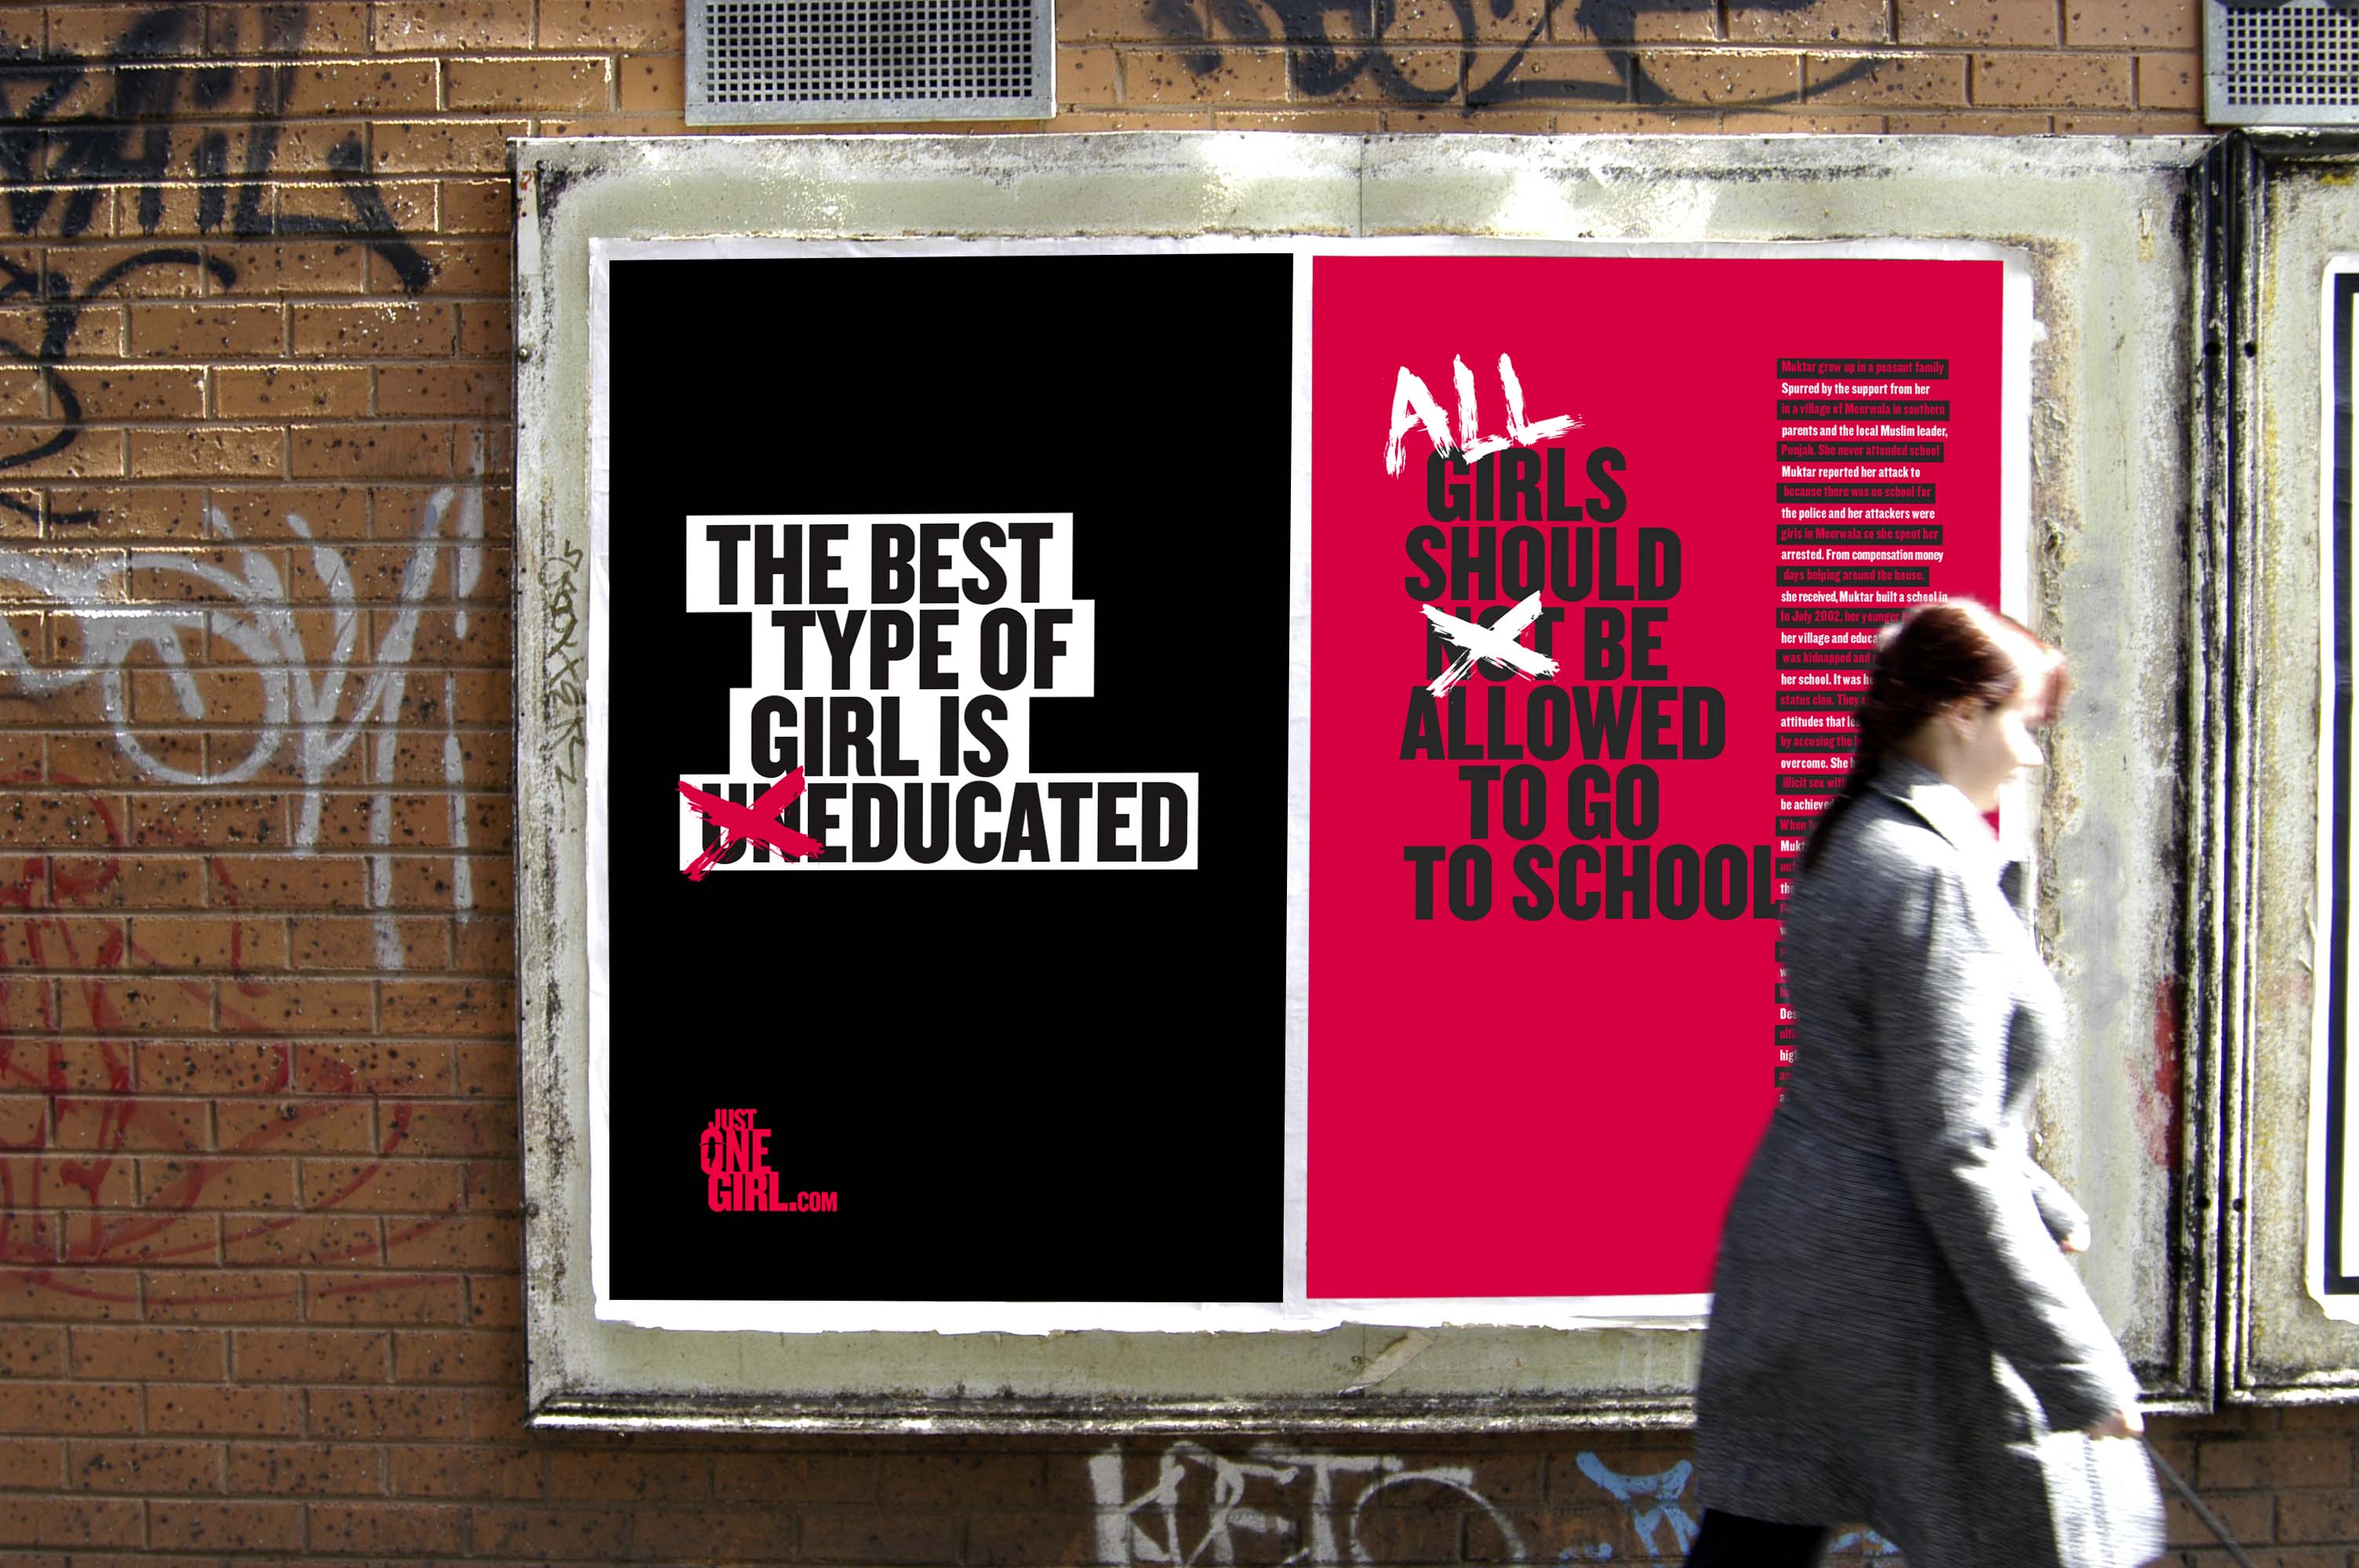 THE BEST
TYPE OF
GIRL IS
UNEDUCATED
JUST
ONE
GIRL.COM
ALL
GIRLS
SHOULD
NOT BE
ALLOWED
TO GO
TO SCHOOL
Muktar grew up in a peasant family
Spurred by the support from her
in a village of Meerwala in southern
parents and the local Muslim leader,
Punjab. She never attended school
Muktar reported her attack to
because there was no school for
the police and her attackers were
girls in Meerwala so she spent her
arrested. From compensation money
days helping around the house.
she received, Muktar built a school in
In July 2002, her younger
her village and
was kidnapped and
her school. It was
status clan. They
attitudes that
by accusing the
overcome. She
illicit sex
be
When
KETO